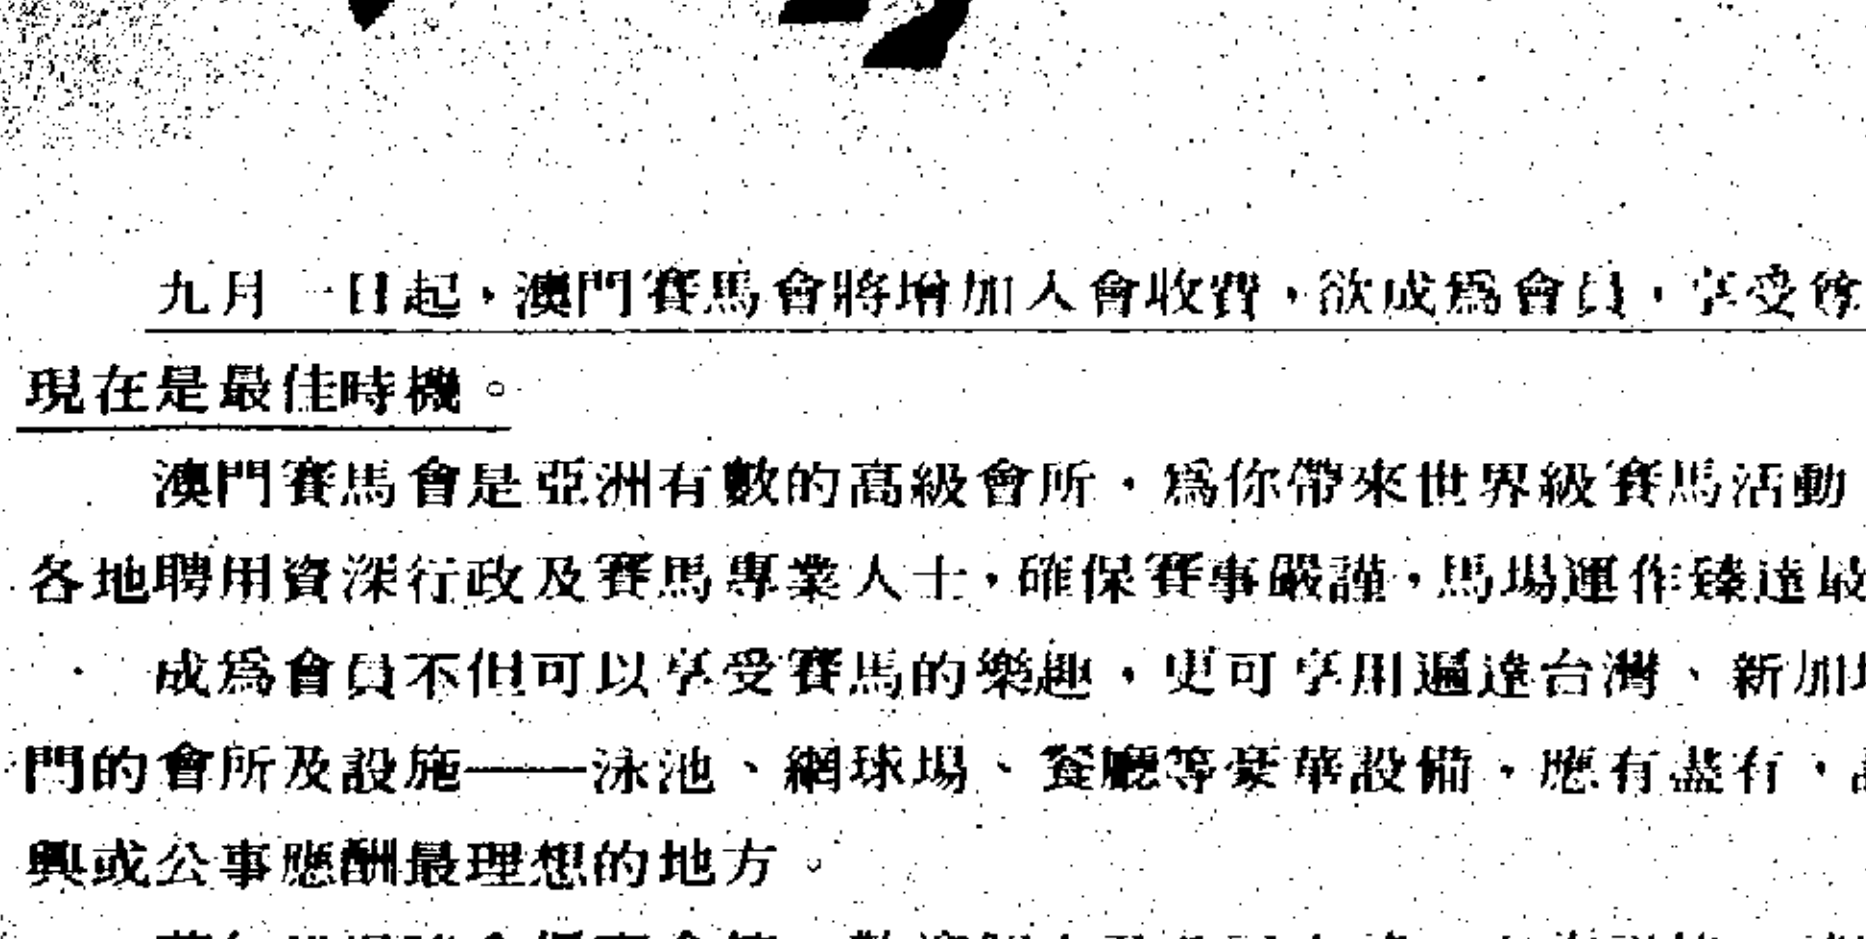 九月一日起，澳門賽馬會將增加入會收費，欲成爲會員，享受尊
現在是最佳時機。
澳門賽馬會是亞洲有數的高級會所，爲你帶來世界級賽馬活動
各地聘用資深行政及賽馬專業人士，確保賽事嚴謹，馬場運作臻達最
成爲會員不但可以享受賽馬的樂趣，更可享用遍達台灣、新加坡
門的會所及設施——泳池、網球場、餐廳等豪華設備，應有盡有，
興或公事應酬最理想的地方。